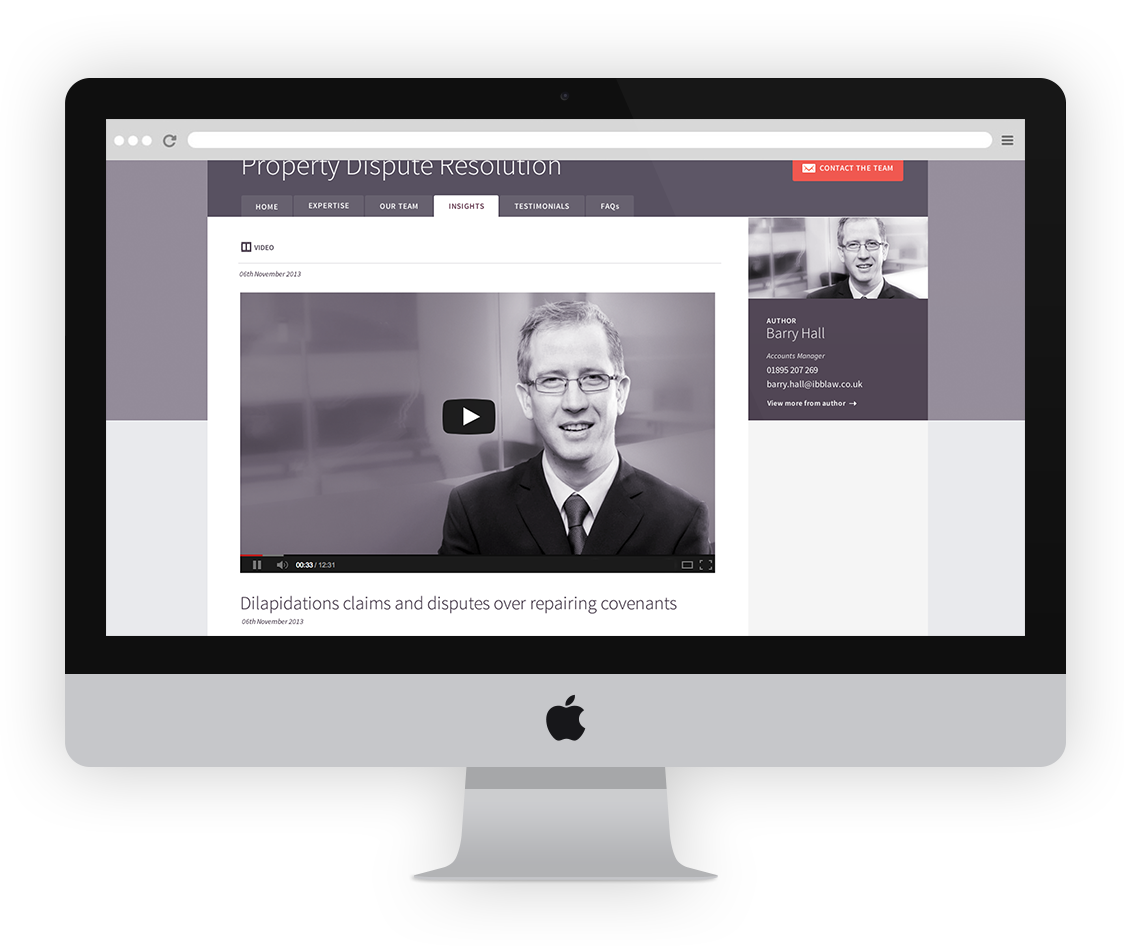 Property Dispute Resolution
CONTACT THE TEAM
HOME
EXPERTISE
OUR TEAM
INSIGHTS
TESTIMONIALS
FAQs
VIDEO
06th November 2013
00:33 / 12:31
Dilapidations claims and disputes over repairing covenants
06th November 2013
AUTHOR
Barry Hall
Accounts Manager
01895 207 269
barry.hall@ibblaw.co.uk
View more from author →